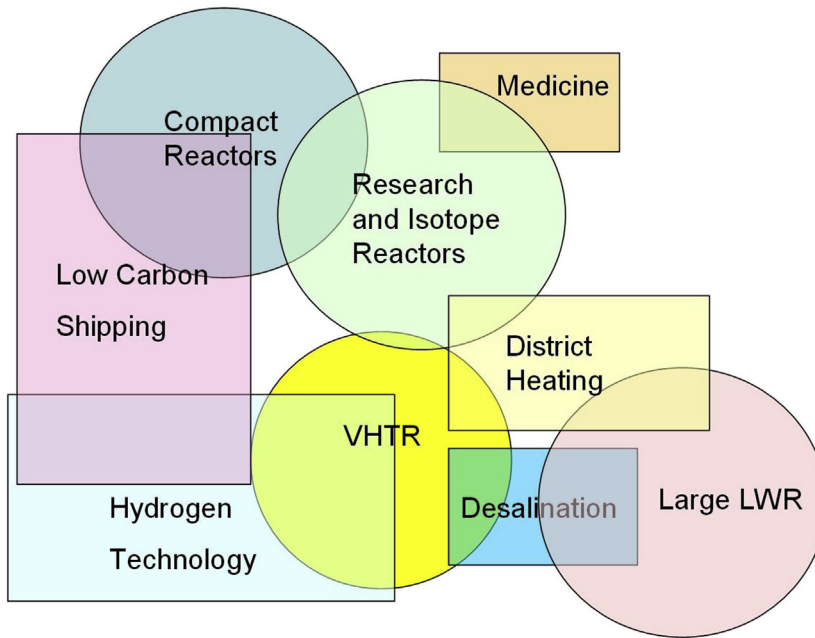 Medicine
Compact
Reactors
Research
and Isotope
Reactors
Low Carbon
Shipping
District
Heating
VHTR
Hydrogen
Technology
Desalination
Large LWR